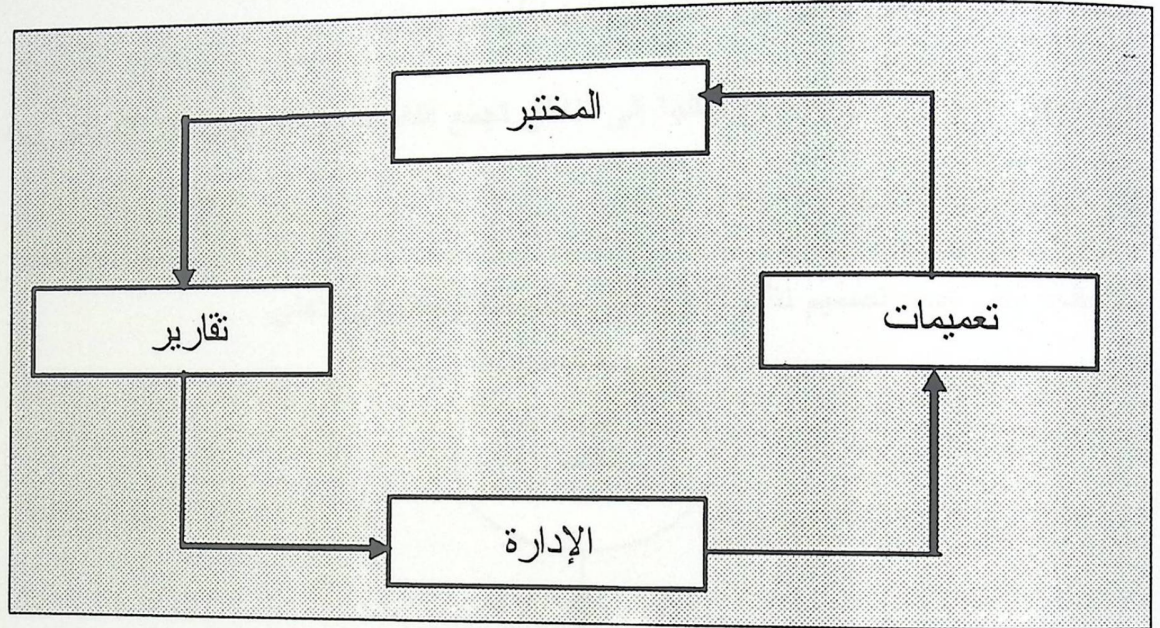 المختبر
تعميمات
تقارير
الإدارة